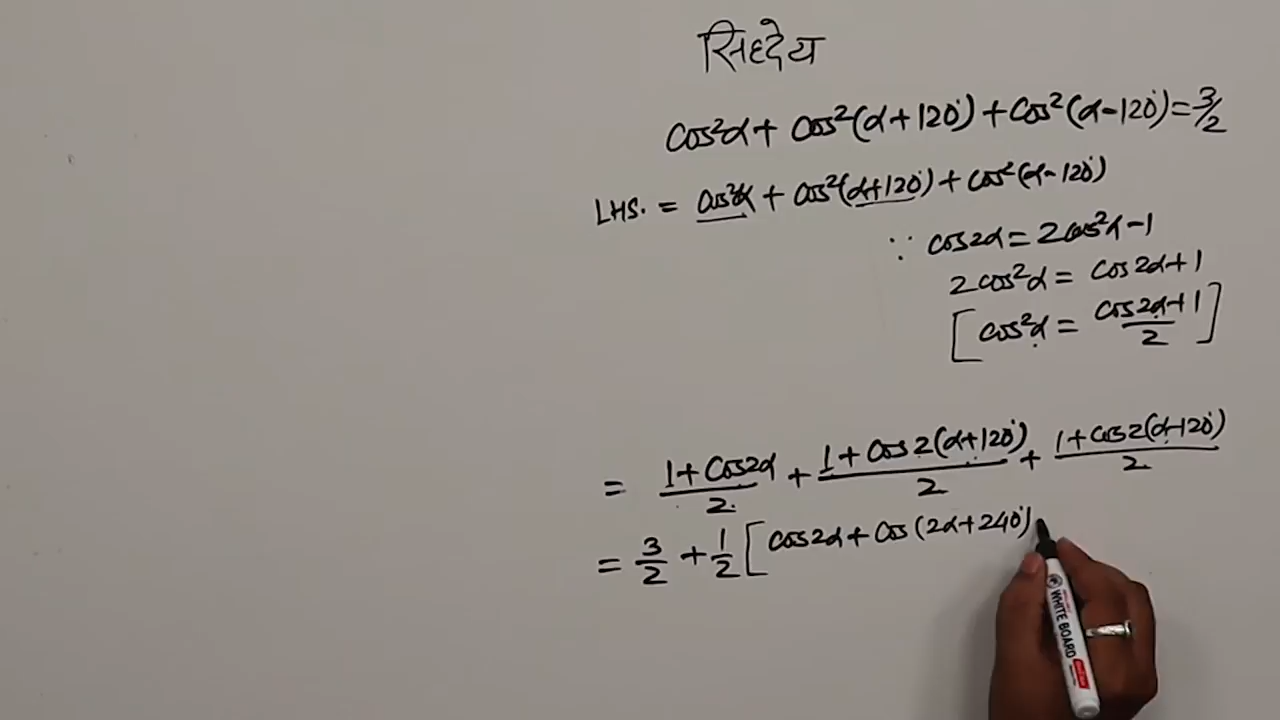 सिध्देय
cos²α + cos²(α+120°) + cos²(α-120°) = 3/2
LHS. = cos²α + cos²(α+120°) + cos²(α-120°)
∵ cos2α = 2cos²α-1
2cos²α = cos2α+1
[cos²α = cos2α+1/2]
= 1+cos2α/2 + 1+cos2(α+120°)/2 + 1+cos2(α-120°)/2
= 3/2 + 1/2 [cos2α + cos(2α+240°)
WHITE BOARD